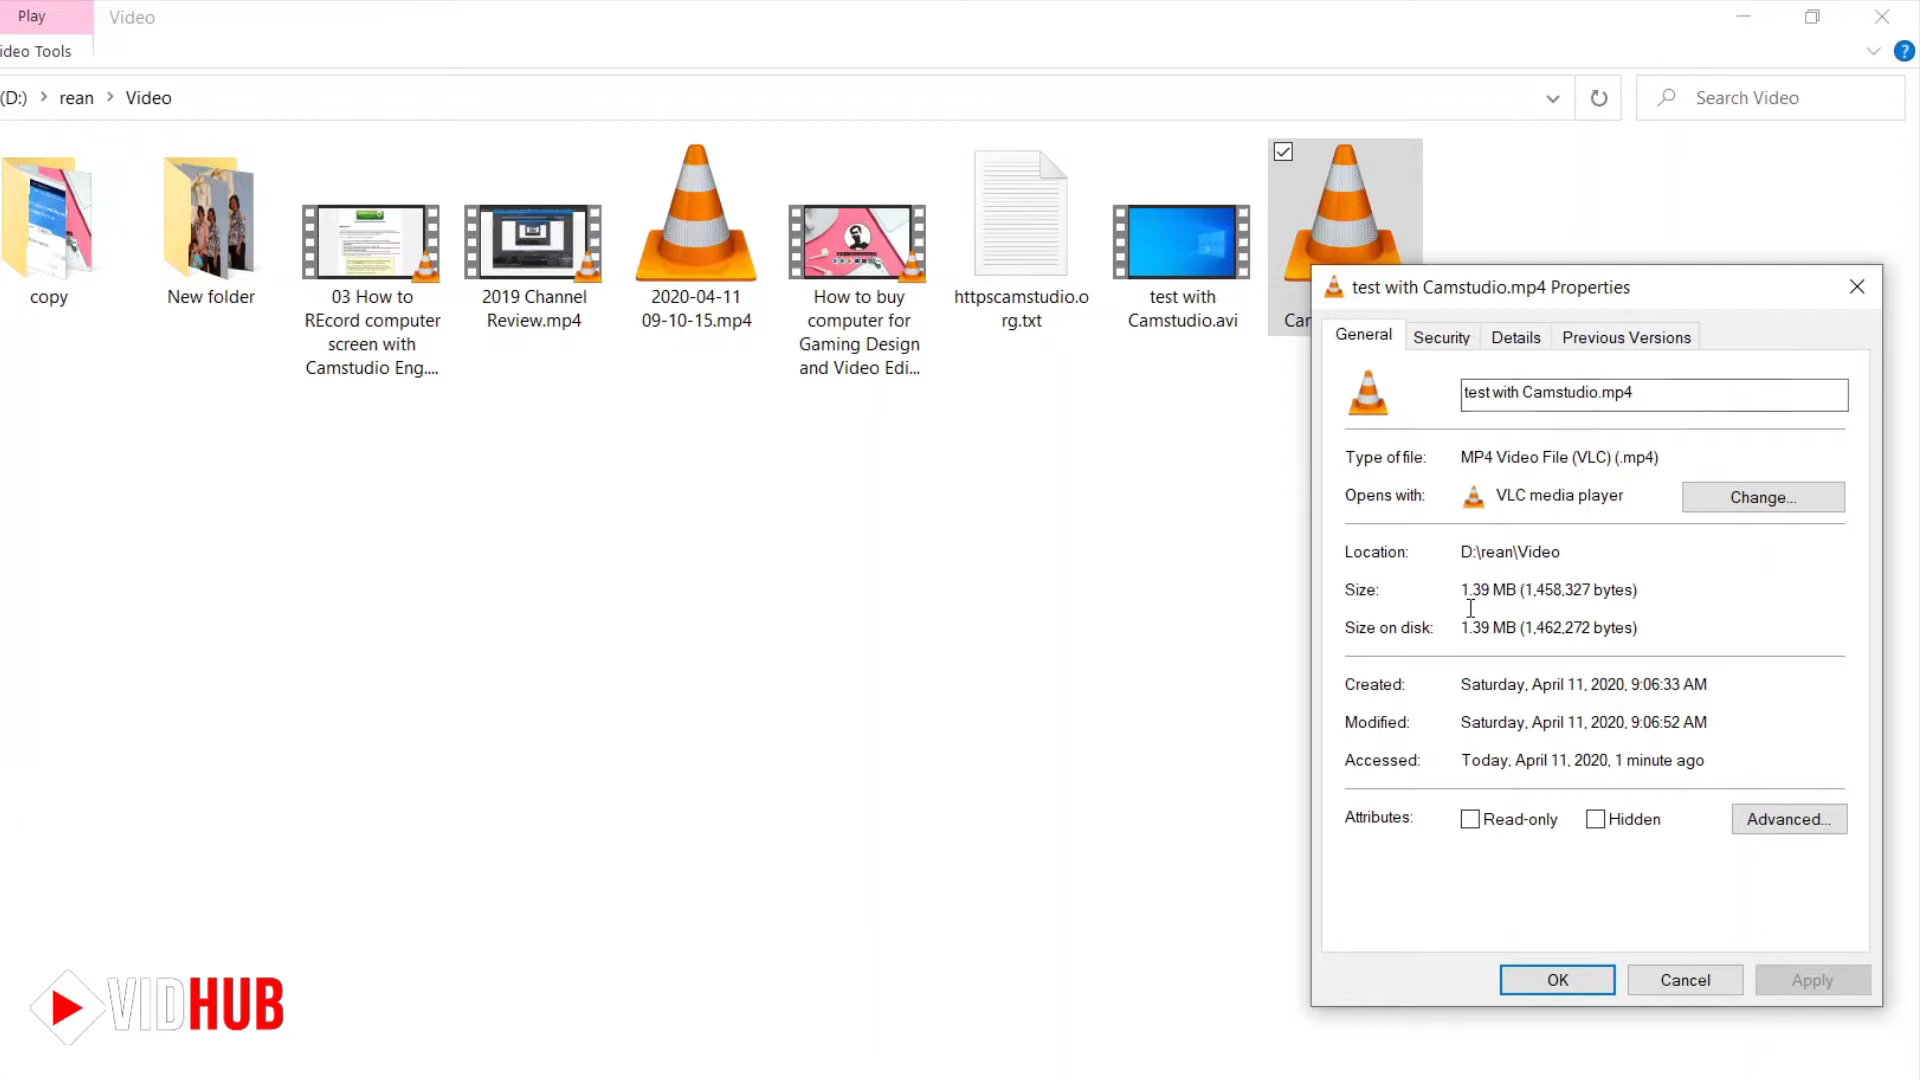 Play
Video
ideo Tools
?
(D:) > rean > Video
Search Video
copy
New folder
03 How to
REcord computer
screen with
Camstudio Eng....
2019 Channel
Review.mp4
2020-04-11
09-10-15.mp4
How to buy
computer for
Gaming Design
and Video Edi...
httpscamstudio.o
rg.txt
test with
Camstudio.avi
Car
test with Camstudio.mp4 Properties
General
Security
Details
Previous Versions
test with Camstudio.mp4
Type of file: MP4 Video File (VLC) (.mp4)
Opens with: VLC media player
Change...
Location: D:\rean\Video
Size: 1.39 MB (1,458,327 bytes)
Size on disk: 1.39 MB (1,462,272 bytes)
Created: Saturday, April 11, 2020, 9:06:33 AM
Modified: Saturday, April 11, 2020, 9:06:52 AM
Accessed: Today, April 11, 2020, 1 minute ago
Attributes: Read-only Hidden
Advanced...
OK
Cancel
Apply
VIDHUB